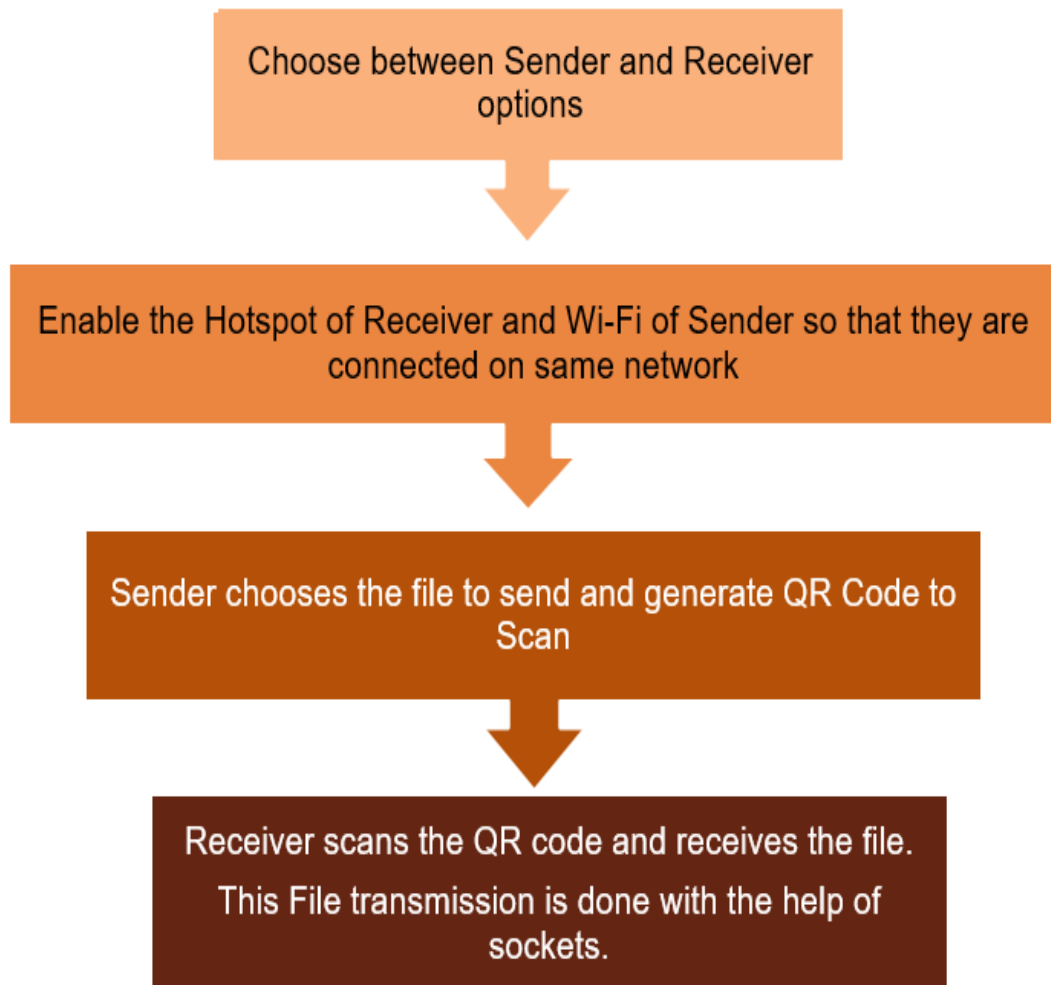 Choose between Sender and Receiver
options
Enable the Hotspot of Receiver and Wi-Fi of Sender so that they are
connected on same network
Sender chooses the file to send and generate QR Code to
Scan
Receiver scans the QR code and receives the file.
This File transmission is done with the help of
sockets.